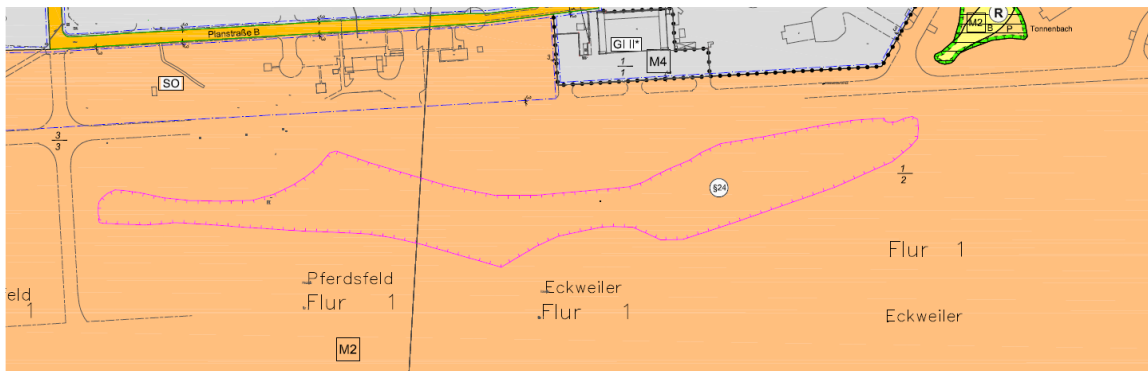 R
M2
B P
Tonnenbach
Planstraße B
GI II*
M4
1
1
SO
3
3
§24
1
2
Flur 1
Pferdsfeld
Flur 1
Eckweiler
Flur 1
feld
1
Eckweiler
M2